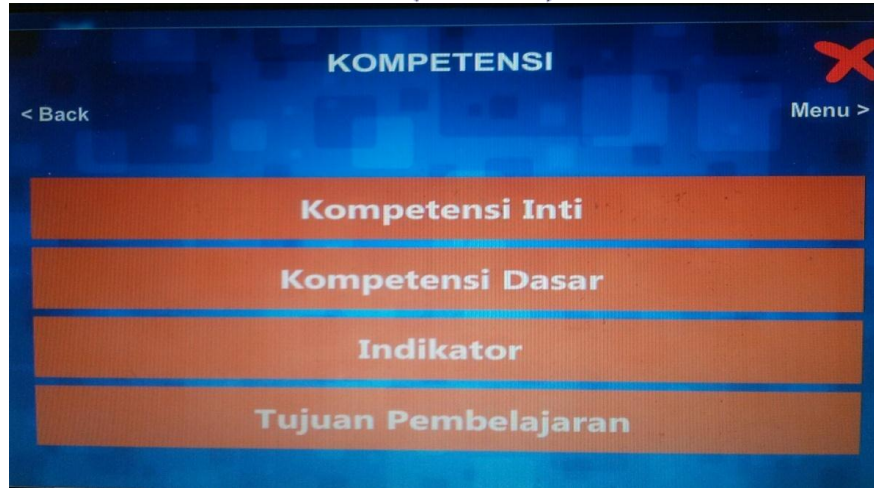 KOMPETENSI
< Back
Menu >
Kompetensi Inti
Kompetensi Dasar
Indikator
Tujuan Pembelajaran